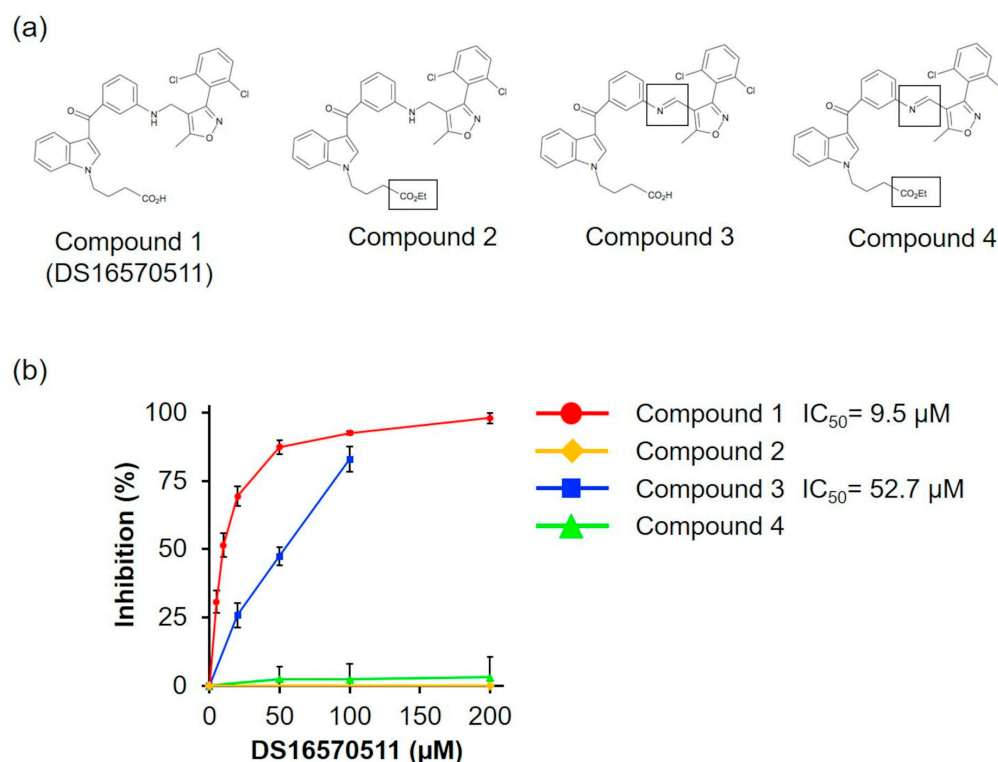 (a)
Cl
Cl
O
N
H
N
O
N
CO₂H
Compound 1
(DS16570511)
Cl
Cl
O
N
H
N
O
N
CO₂Et
Compound 2
Cl
Cl
O
N
N
O
N
CO₂H
Compound 3
Cl
O
N
N
O
N
CO₂Et
Compound 4
(b)
Inhibition (%)
100
75
50
25
0
0 50 100 150 200
DS16570511 (µM)
Compound 1 IC₅₀= 9.5 µM
Compound 2
Compound 3 IC₅₀= 52.7 µM
Compound 4